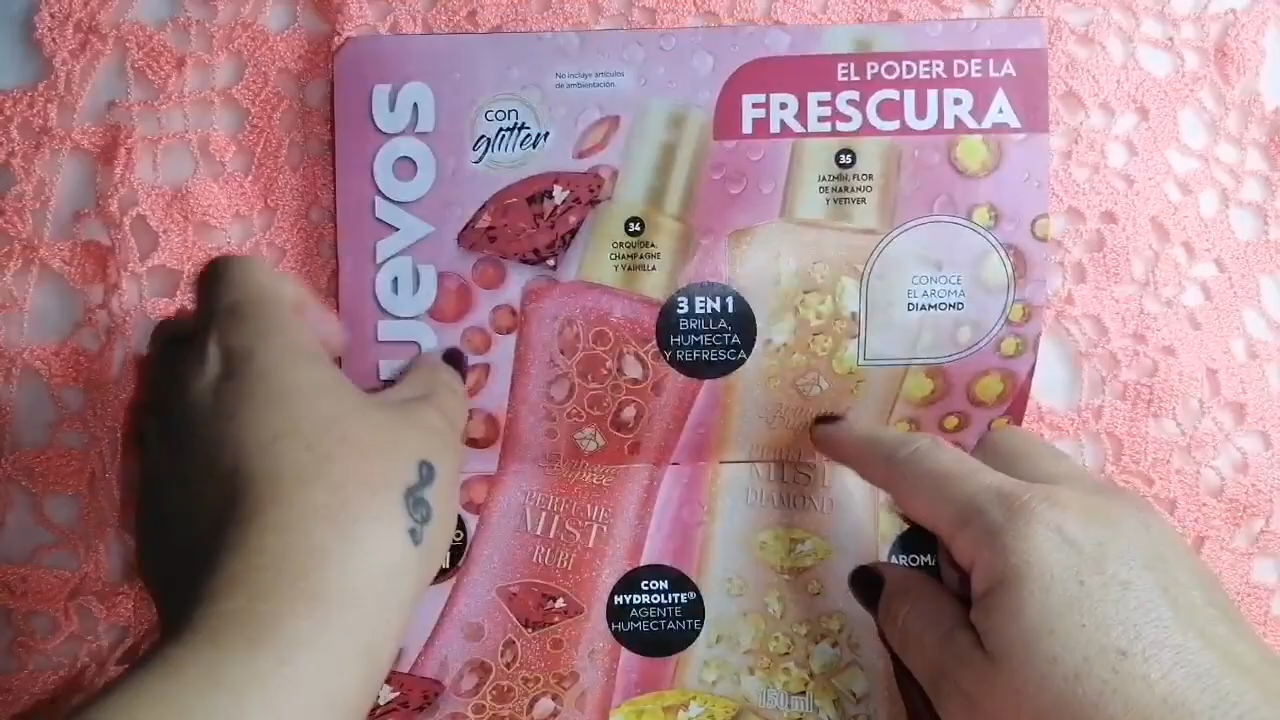 No incluye artículos
de ambientación.
con
glitter
EL PODER DE LA
FRESCURA
34
ORQUÍDEA,
CHAMPAGNE
Y VAINILLA
35
JAZMÍN, FLOR
DE NARANJO
Y VETIVER
3 EN 1
BRILLA,
HUMECTA
Y REFRESCA
CONOCE
EL AROMA
DIAMOND
PERFUME
MIST
RUBÍ
MIST
DIAMOND
CON
HYDROLITE®
AGENTE
HUMECTANTE
150 ml